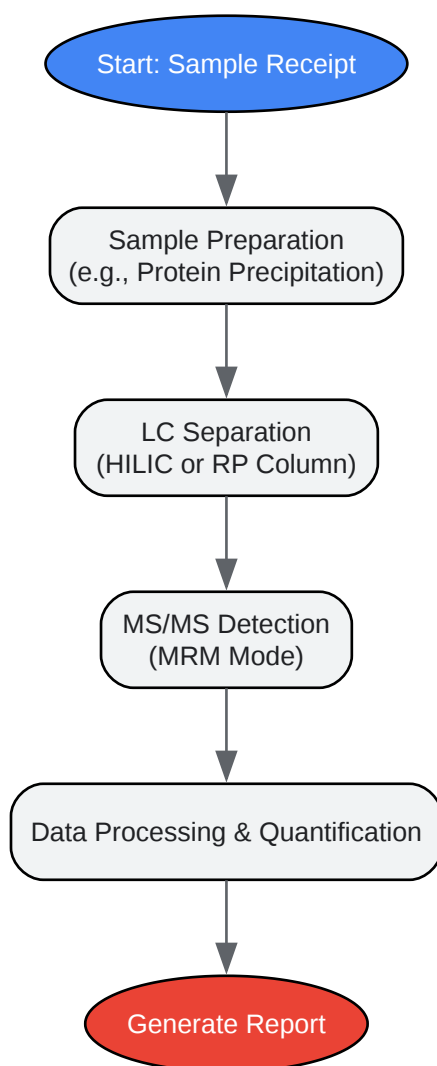 Start: Sample Receipt
Sample Preparation
(e.g., Protein Precipitation)
LC Separation
(HILIC or RP Column)
MS/MS Detection
(MRM Mode)
Data Processing & Quantification
Generate Report